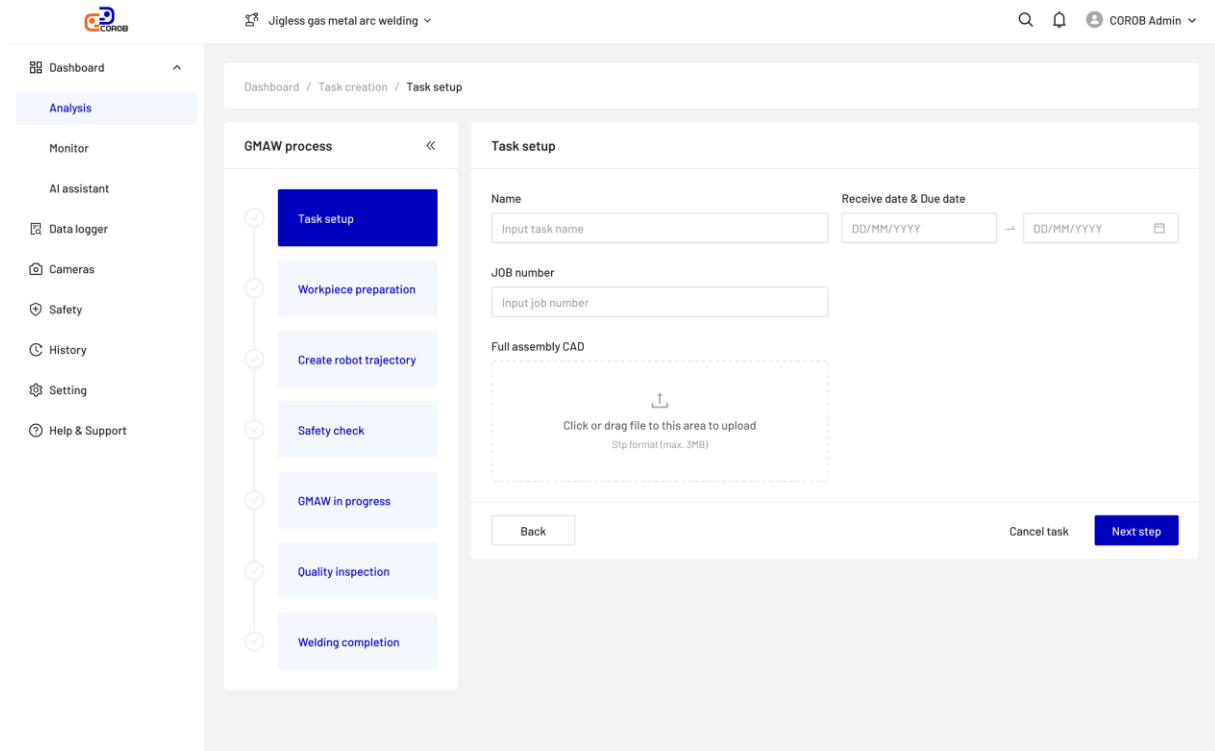 COROB
Jigless gas metal arc welding
COROB Admin
Dashboard
Analysis
Monitor
AI assistant
Data logger
Cameras
Safety
History
Setting
Help & Support
Dashboard / Task creation / Task setup
GMAW process
Task setup
Workpiece preparation
Create robot trajectory
Safety check
GMAW in progress
Quality inspection
Welding completion
Task setup
Name
Input task name
Receive date & Due date
DD/MM/YYYY → DD/MM/YYYY
JOB number
Input job number
Full assembly CAD
Click or drag file to this area to upload
Stp format (max. 3MB)
Back
Cancel task
Next step